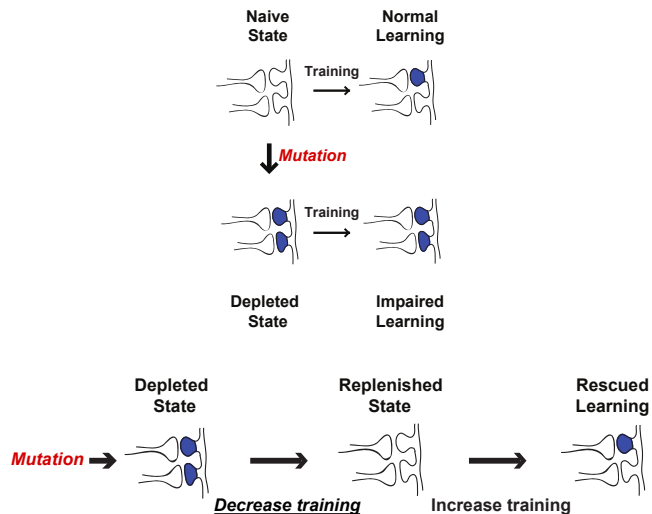 Naive
State
Normal
Learning
Training
Mutation
Training
Depleted
State
Impaired
Learning
Depleted
State
Replenished
State
Rescued
Learning
Mutation
Decrease training
Increase training